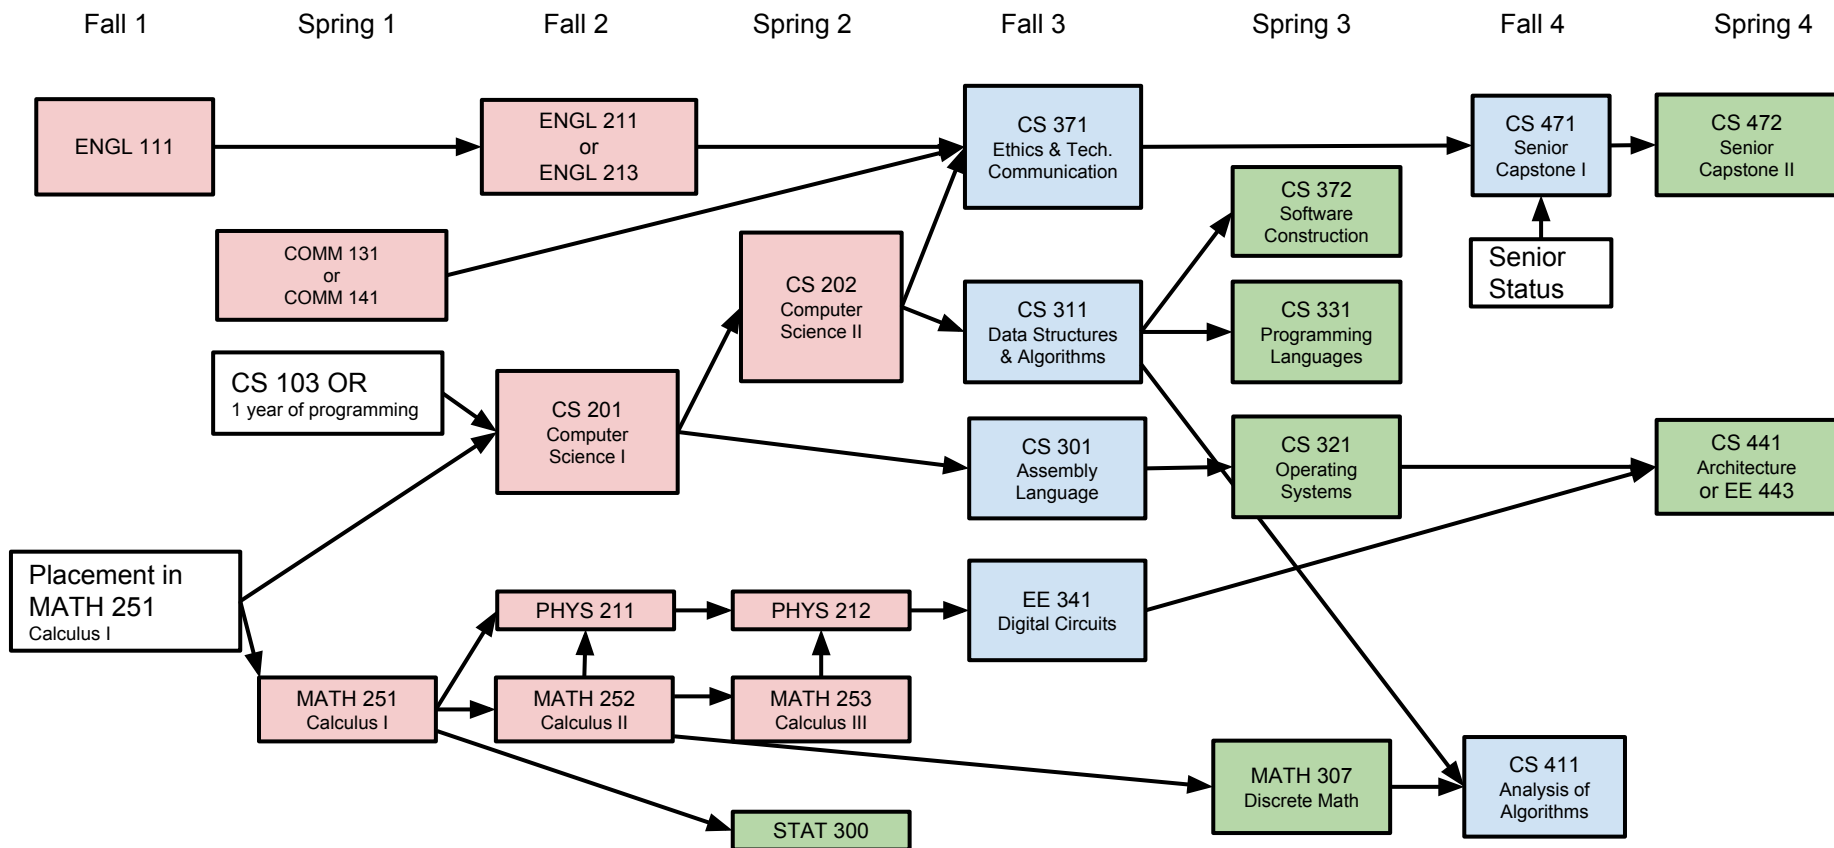 Fall 1
Spring 1
Fall 2
Spring 2
Fall 3
Spring 3
Fall 4
Spring 4
ENGL 111
ENGL 211
or
ENGL 213
CS 371
Ethics & Tech.
Communication
CS 471
Senior
Capstone I
CS 472
Senior
Capstone II
COMM 131
or
COMM 141
CS 202
Computer
Science II
CS 372
Software
Construction
Senior
Status
CS 311
Data Structures
& Algorithms
CS 331
Programming
Languages
CS 103 OR
1 year of programming
CS 201
Computer
Science I
CS 301
Assembly
Language
CS 321
Operating
Systems
CS 441
Architecture
or EE 443
Placement in
MATH 251
Calculus I
PHYS 211
PHYS 212
EE 341
Digital Circuits
MATH 251
Calculus I
MATH 252
Calculus II
MATH 253
Calculus III
MATH 307
Discrete Math
CS 411
Analysis of
Algorithms
STAT 300